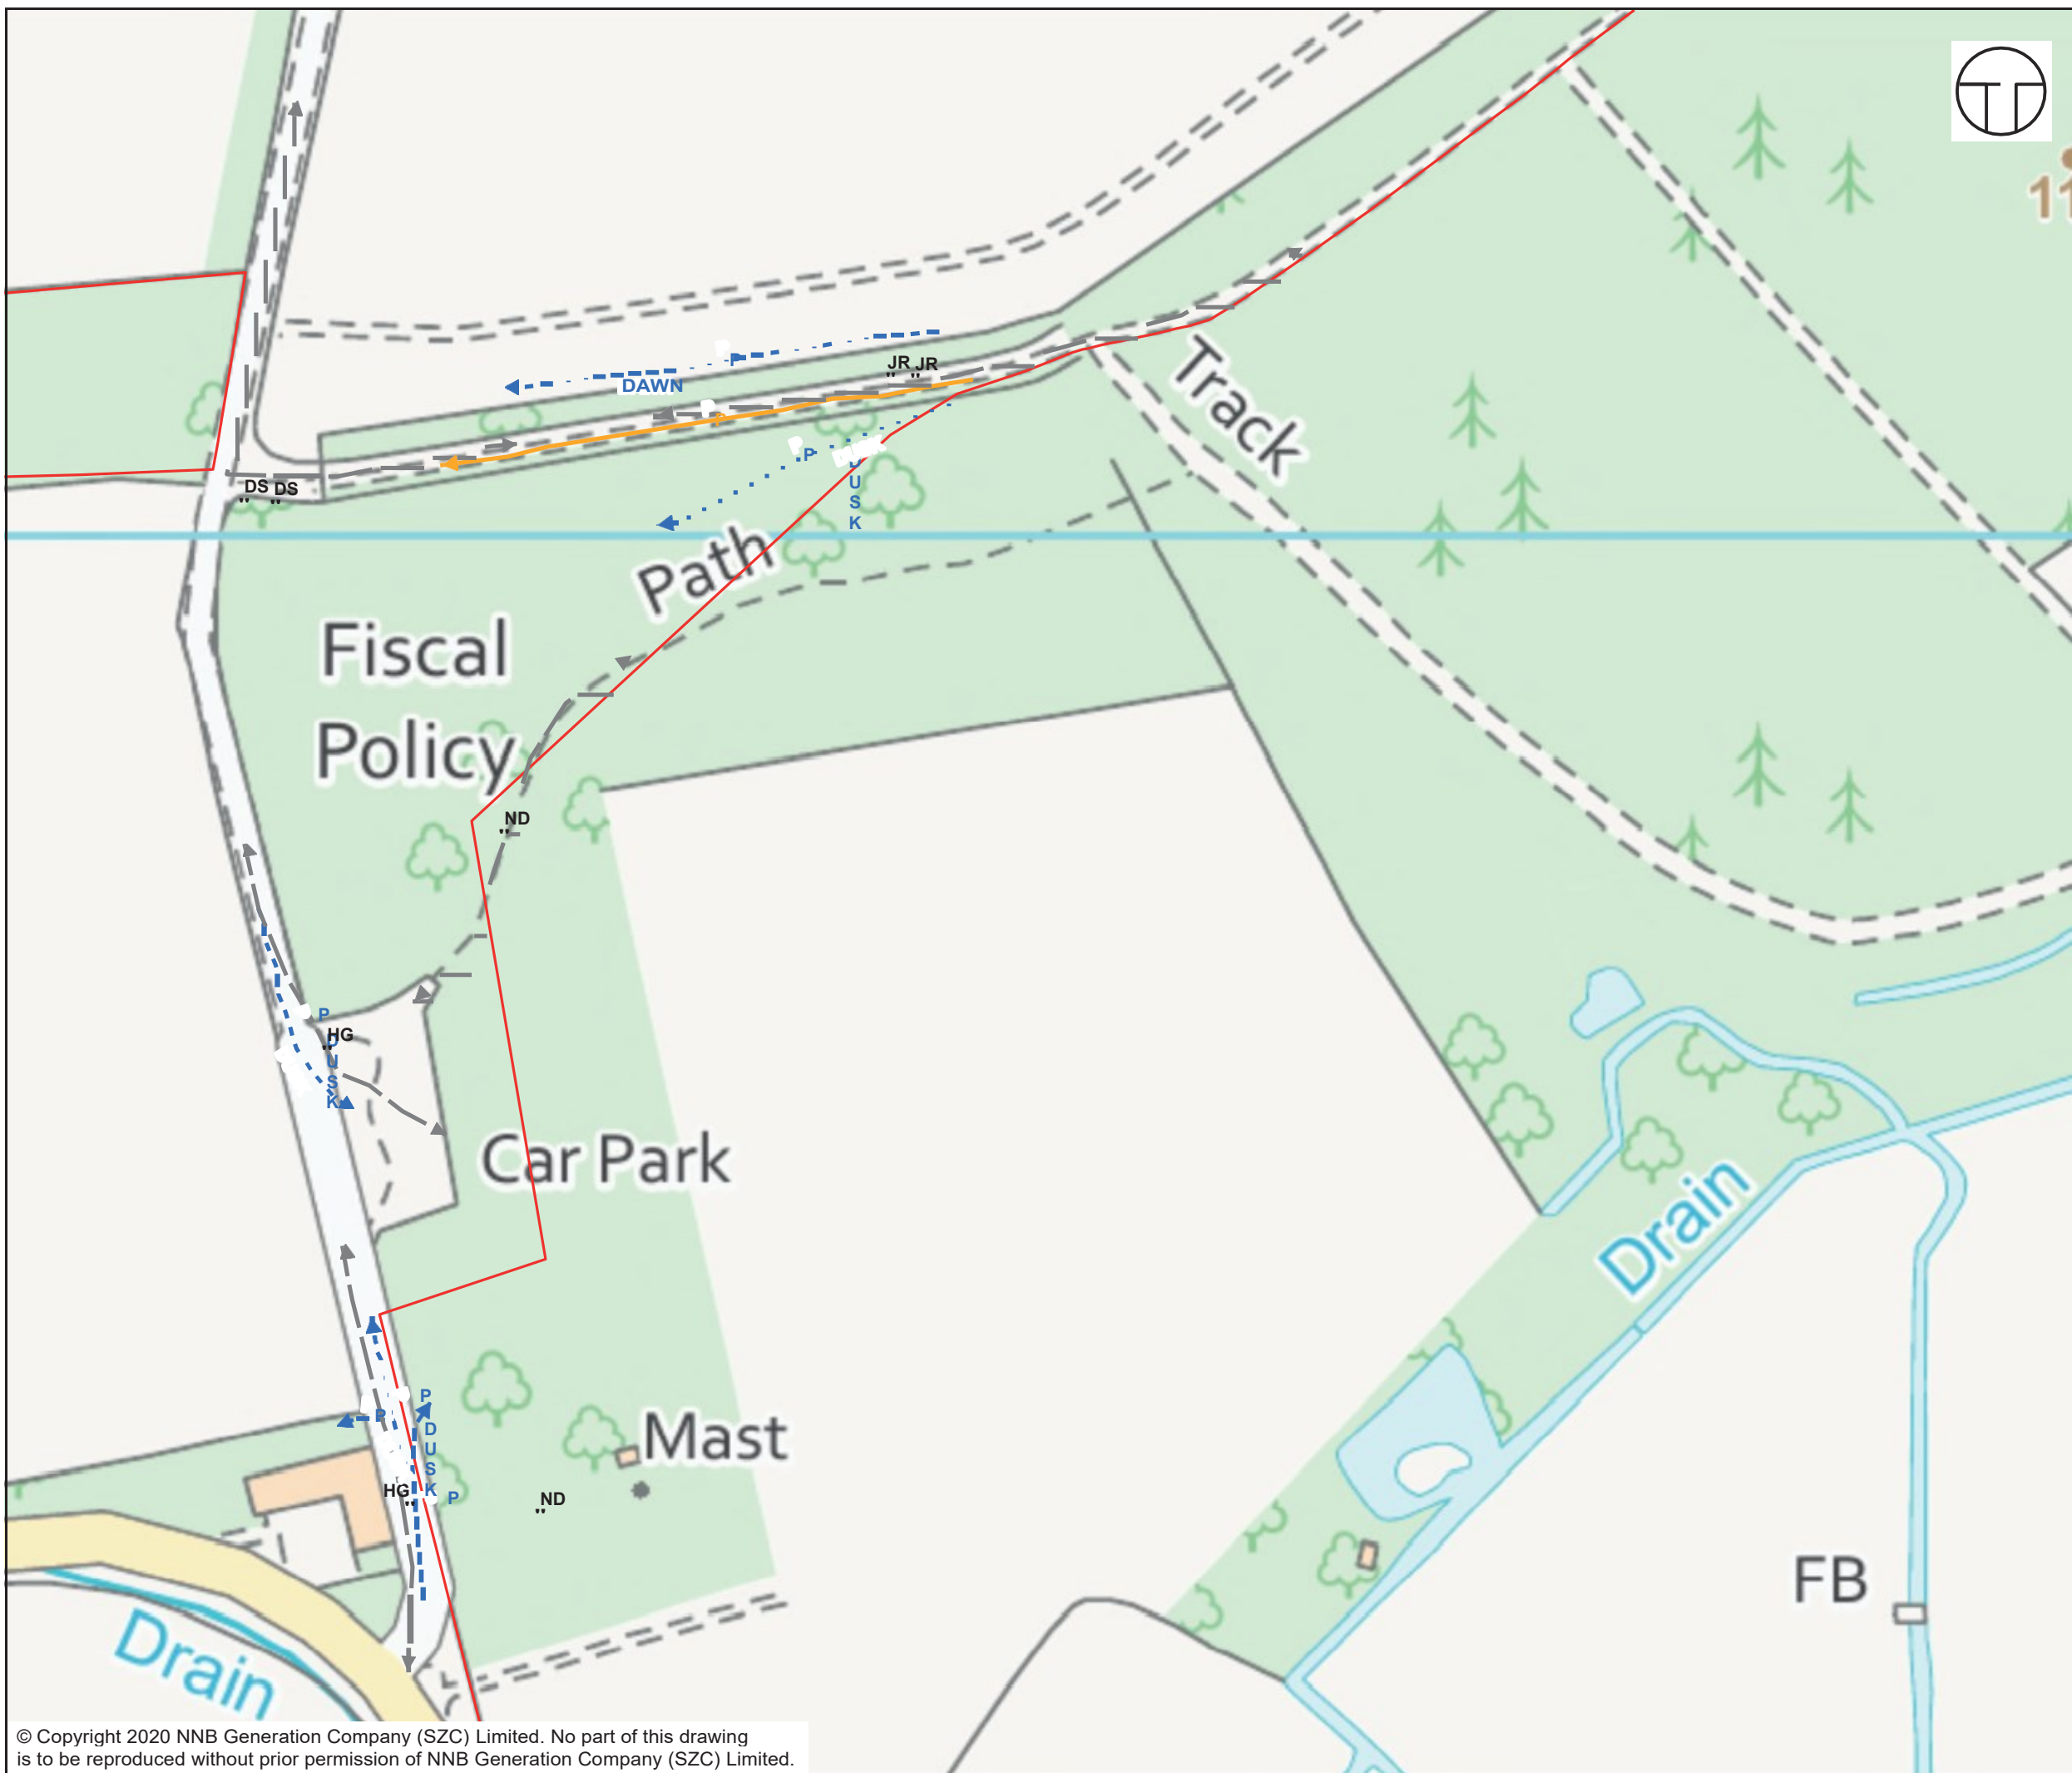 11
JR JR
P
DAWN
P
Track
P
DUSK
DS DS
Path
Fiscal
Policy
ND
P
HG
DUSK
Car Park
Drain
P
P
DUSK
Mast
HG
P
ND
FB
Drain
© Copyright 2020 NNB Generation Company (SZC) Limited. No part of this drawing
is to be reproduced without prior permission of NNB Generation Company (SZC) Limited.